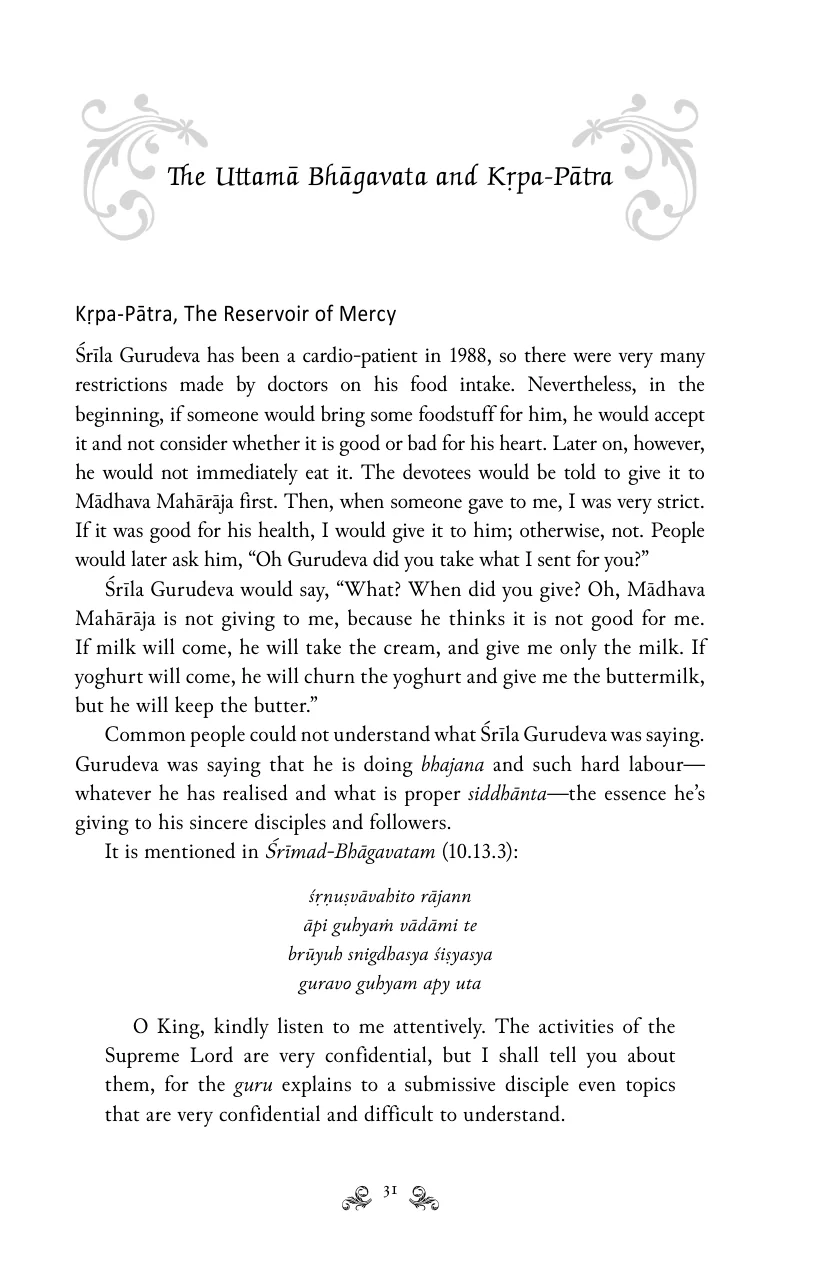 The Uttamā Bhāgavata and Kṛpa-Pātra
Kṛpa-Pātra, The Reservoir of Mercy
Śrīla Gurudeva has been a cardio-patient in 1988, so there were very many
restrictions made by doctors on his food intake. Nevertheless, in the
beginning, if someone would bring some foodstuff for him, he would accept
it and not consider whether it is good or bad for his heart. Later on, however,
he would not immediately eat it. The devotees would be told to give it to
Mādhava Mahārāja first. Then, when someone gave to me, I was very strict.
If it was good for his health, I would give it to him; otherwise, not. People
would later ask him, “Oh Gurudeva did you take what I sent for you?”
Śrīla Gurudeva would say, “What? When did you give? Oh, Mādhava
Mahārāja is not giving to me, because he thinks it is not good for me.
If milk will come, he will take the cream, and give me only the milk. If
yoghurt will come, he will churn the yoghurt and give me the buttermilk,
but he will keep the butter.”
Common people could not understand what Śrīla Gurudeva was saying.
Gurudeva was saying that he is doing bhajana and such hard labour—
whatever he has realised and what is proper siddhānta—the essence he’s
giving to his sincere disciples and followers.
It is mentioned in Śrīmad-Bhāgavatam (10.13.3):
śṛṇuṣvāvahito rājann
āpi guhyaṁ vādāmi te
brūyuh snigdhasya śiṣyasya
guravo guhyam apy uta
O King, kindly listen to me attentively. The activities of the
Supreme Lord are very confidential, but I shall tell you about
them, for the guru explains to a submissive disciple even topics
that are very confidential and difficult to understand.
31